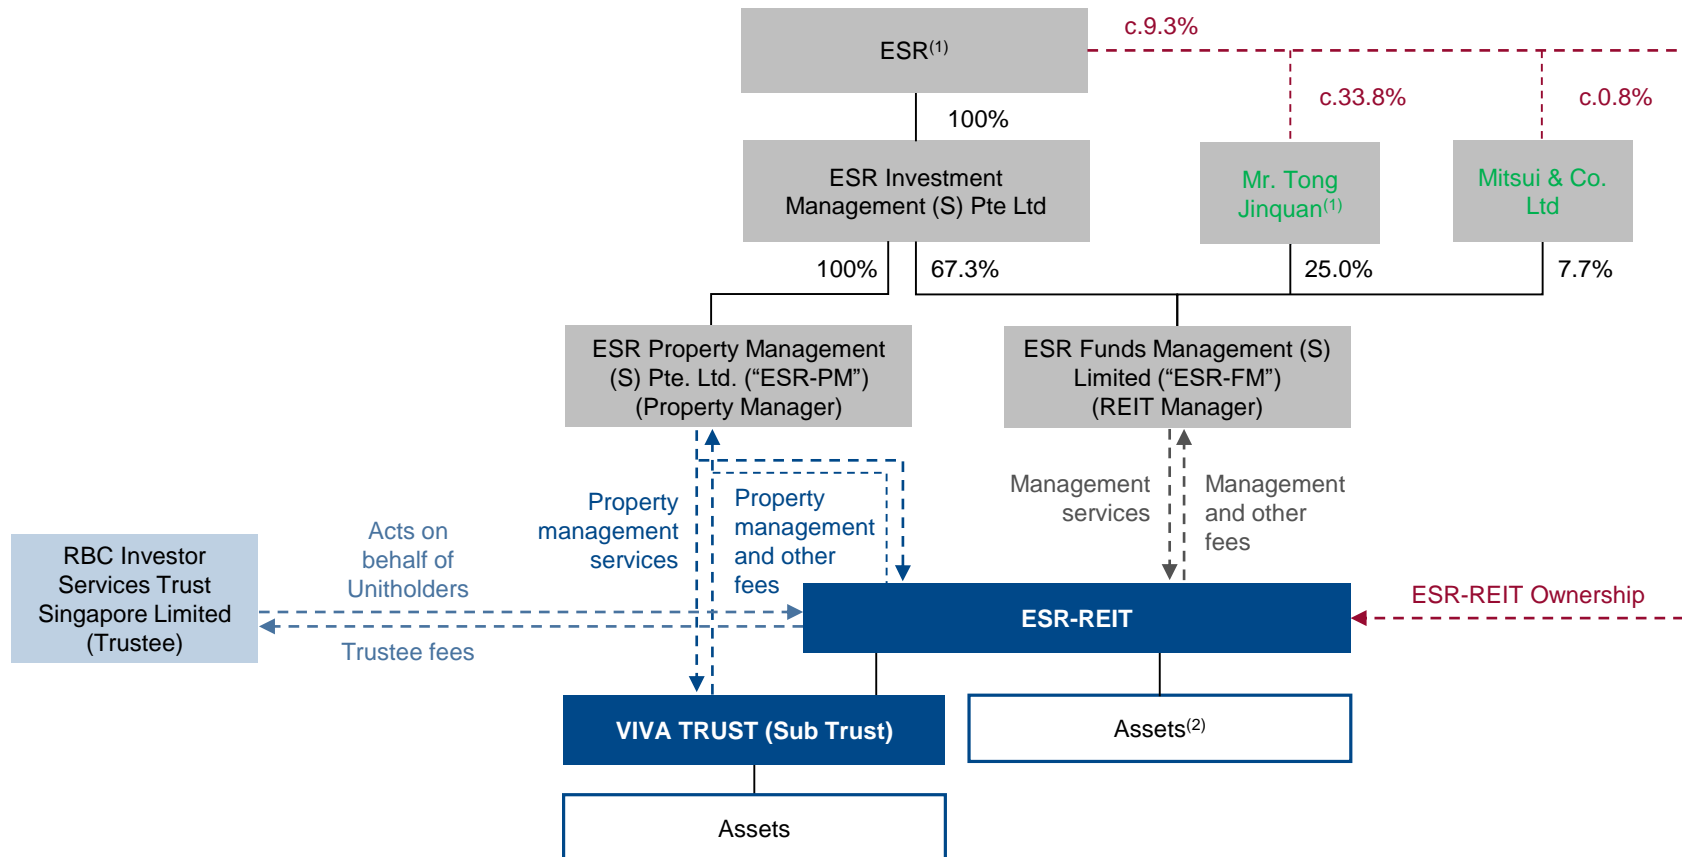 c.9.3%
ESR(1)
c.33.8%
c.0.8%
100%
ESR Investment
Management (S) Pte Ltd
Mr. Tong
Jinquan(1)
Mitsui & Co.
Ltd
100%
67.3%
25.0%
7.7%
ESR Property Management
(S) Pte. Ltd. (“ESR-PM”)
(Property Manager)
ESR Funds Management (S)
Limited (“ESR-FM”)
(REIT Manager)
Property
management
services
Property
management
and other
fees
Management
services
Management
and other
fees
RBC Investor
Services Trust
Singapore Limited
(Trustee)
Acts on
behalf of
Unitholders
Trustee fees
ESR-REIT
ESR-REIT Ownership
VIVA TRUST (Sub Trust)
Assets(2)
Assets